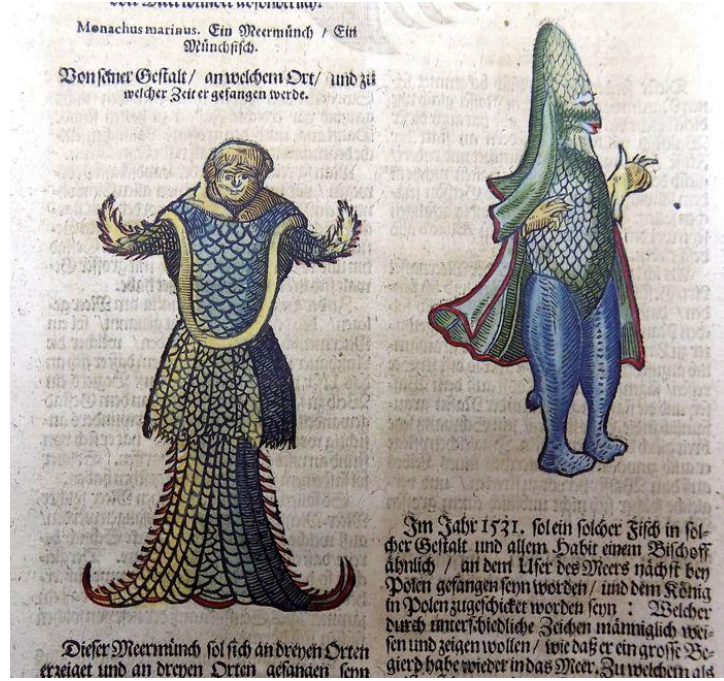 Monachus marinus. Ein Meermünch / Ein
Münchfisch.
Von seiner Gestalt / an welchem Ort / und zu
welcher Zeit er gefangen werde.
Dieser Meermünch sol sich an dreyen Orten
erzeiget und an dreyen Orten gefangen seyn
Im Jahr 1531. sol ein solcher Fisch in sol-
cher Gestalt und allem Habit einem Bischoff
ähnlich / an dem Ufer des Meers nächst bey
Polen gefangen seyn worden / und dem König
in Polen zugeschicket worden seyn : Welcher
durch unterschiedliche Zeichen männiglich wei-
sen und zeigen wollen / wie daß er ein grosse Be-
gierd habe wieder in das Meer. Zu welchem als